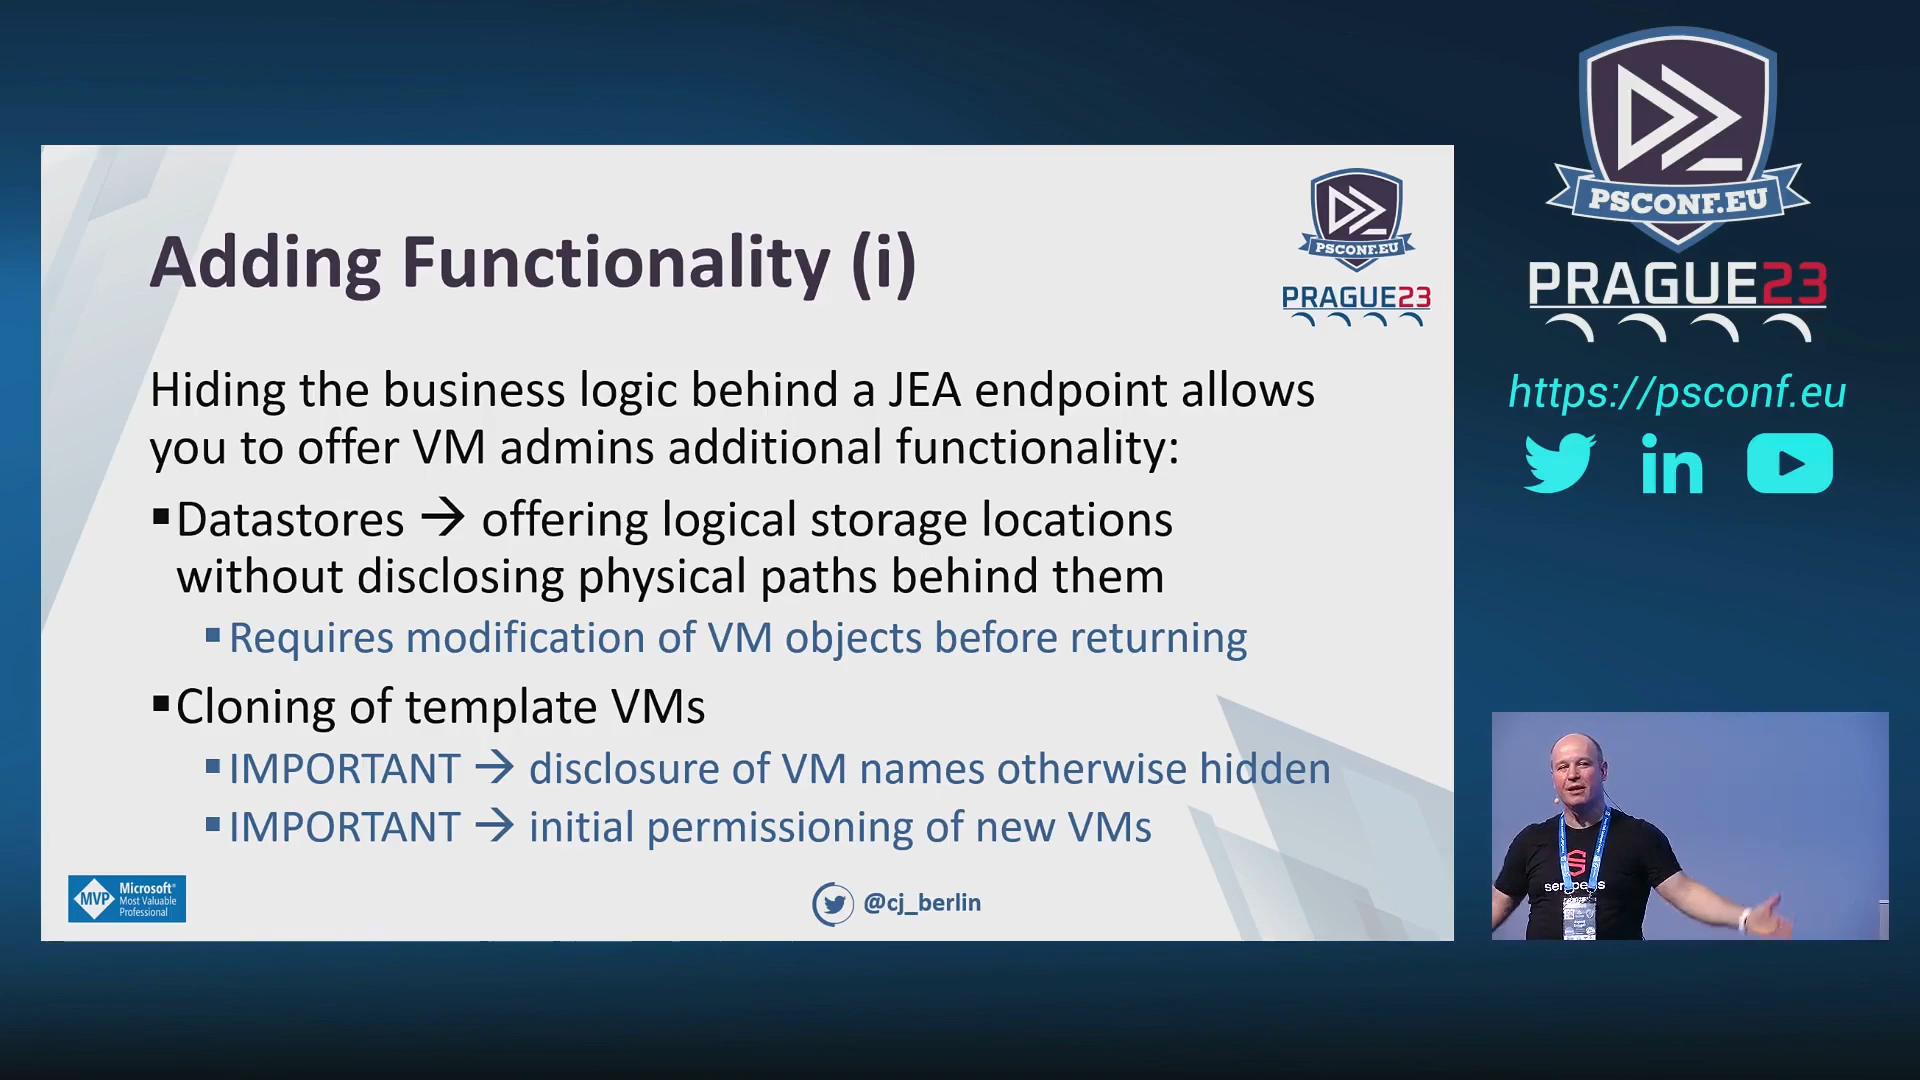 Adding Functionality (i)
PSCONF.EU
PRAGUE23
Hiding the business logic behind a JEA endpoint allows
you to offer VM admins additional functionality:
▪Datastores → offering logical storage locations
without disclosing physical paths behind them
▪Requires modification of VM objects before returning
▪Cloning of template VMs
▪IMPORTANT → disclosure of VM names otherwise hidden
▪IMPORTANT → initial permissioning of new VMs
MVP
Microsoft®
Most Valuable
Professional
@cj_berlin
PSCONF.EU
PRAGUE23
https://psconf.eu
in